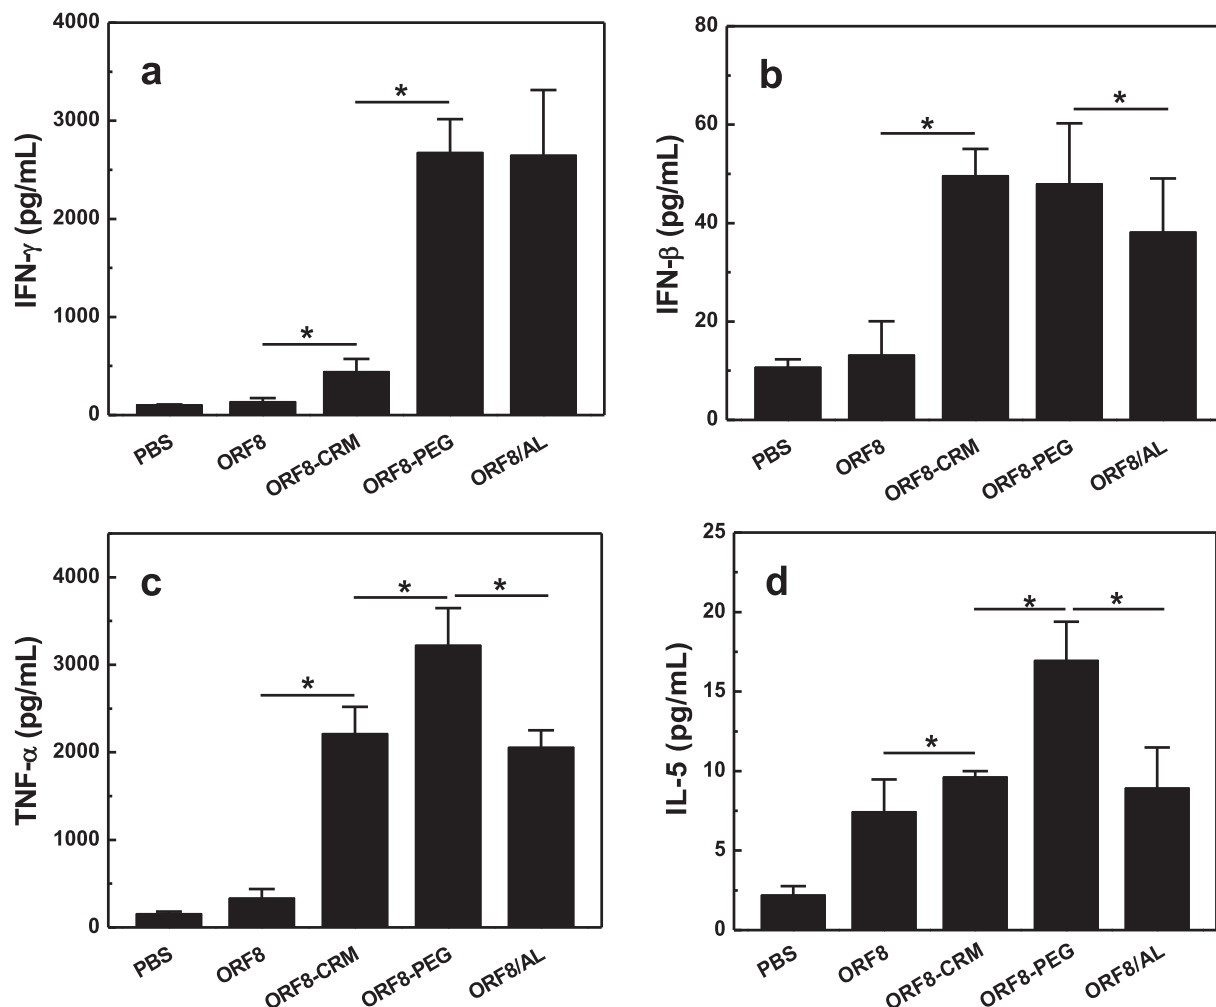 a
IFN-γ (pg/mL)
4000
3000
2000
1000
0
*
*
PBS
ORF8
ORF8-CRM
ORF8-PEG
ORF8/AL
b
IFN-β (pg/mL)
80
60
40
20
0
*
*
PBS
ORF8
ORF8-CRM
ORF8-PEG
ORF8/AL
c
TNF-α (pg/mL)
4000
3000
2000
1000
0
*
*
*
PBS
ORF8
ORF8-CRM
ORF8-PEG
ORF8/AL
d
IL-5 (pg/mL)
25
20
15
10
5
0
*
*
*
PBS
ORF8
ORF8-CRM
ORF8-PEG
ORF8/AL